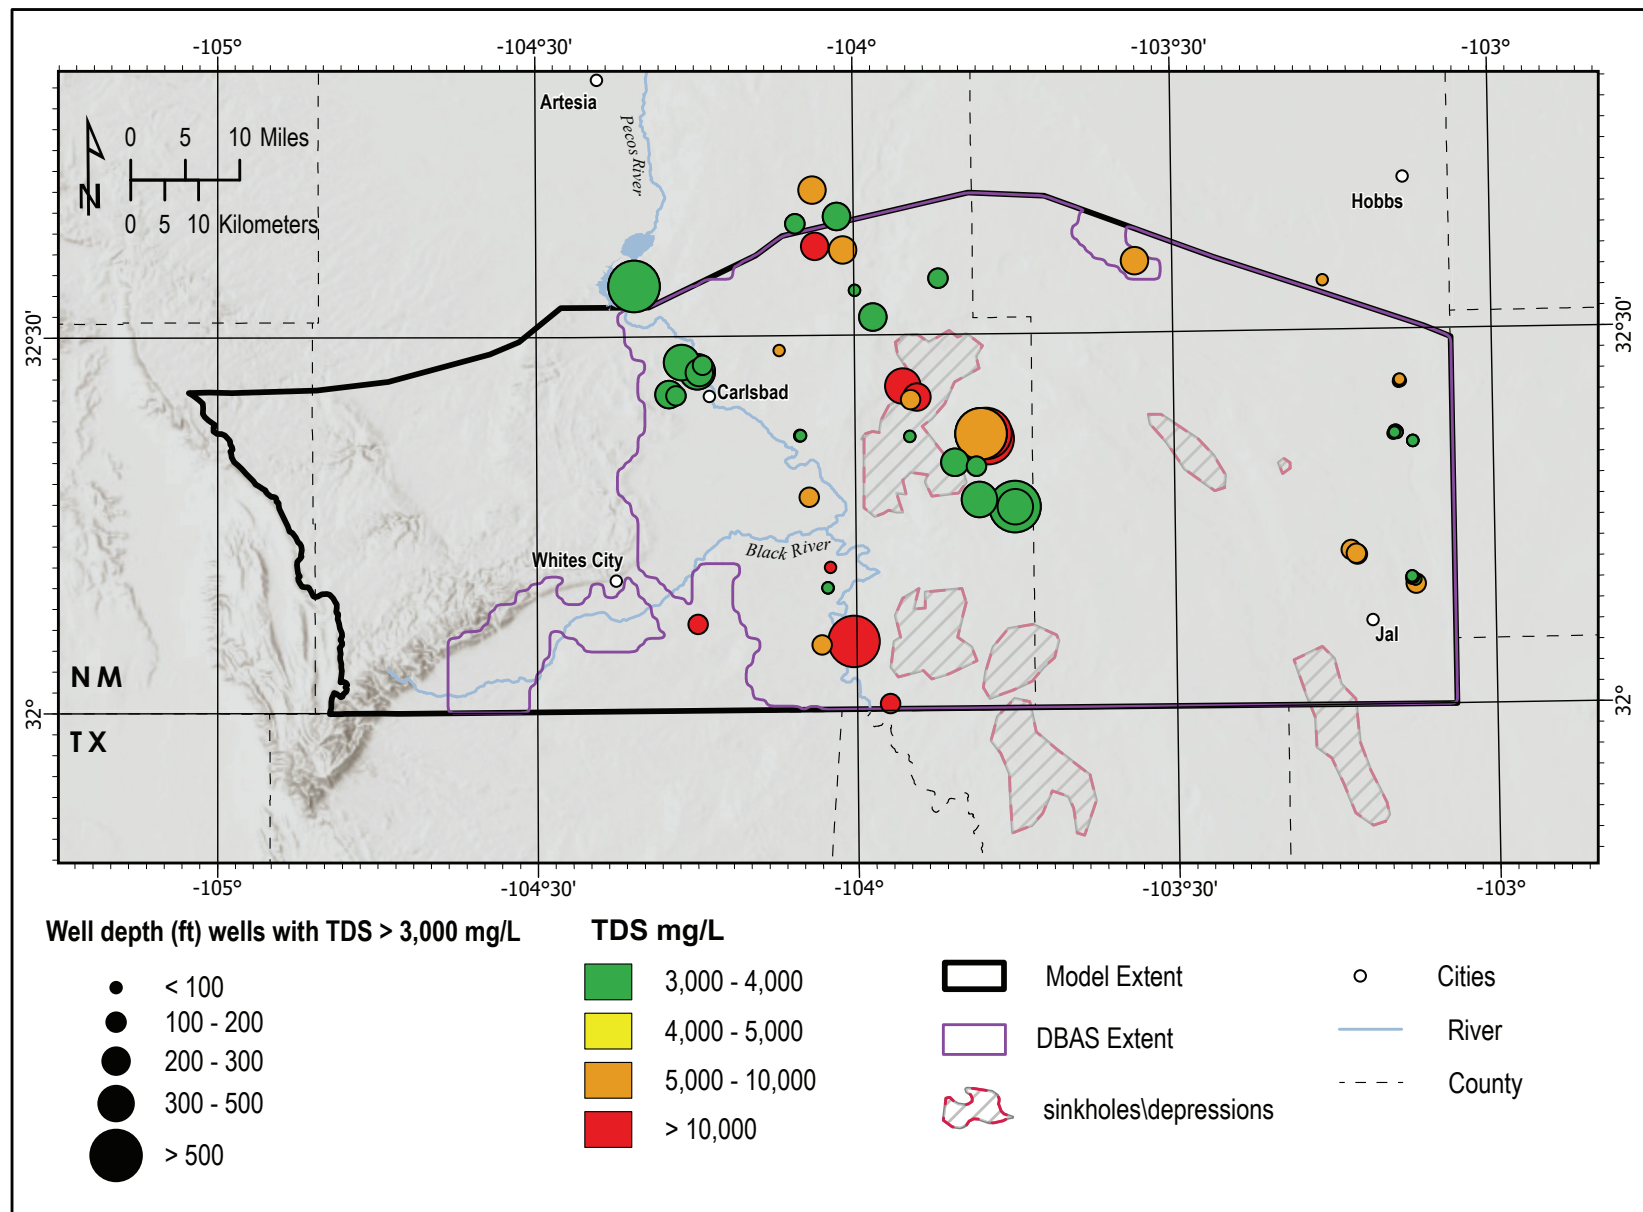 -105° -104°30' -104° -103°30' -103°
Artesia
Pecos River
0 5 10 Miles
N
0 5 10 Kilometers
Hobbs
32°30' 32°30'
Carlsbad
Black River
Whites City
Jal
NM
32° 32°
TX
-105° -104°30' -104° -103°30' -103°
Well depth (ft) wells with TDS > 3,000 mg/L
< 100
100 - 200
200 - 300
300 - 500
> 500
TDS mg/L
3,000 - 4,000
4,000 - 5,000
5,000 - 10,000
> 10,000
Model Extent
DBAS Extent
sinkholes\depressions
Cities
River
County